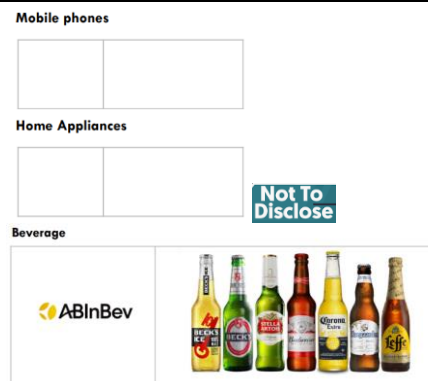 Mobile phones
Home Appliances
Not To
Disclose
Beverage
ABInBev
BECK'S
ICE
BECK'S
STELLA
ARTOIS
Budweiser
Corona
Extra
Leffe